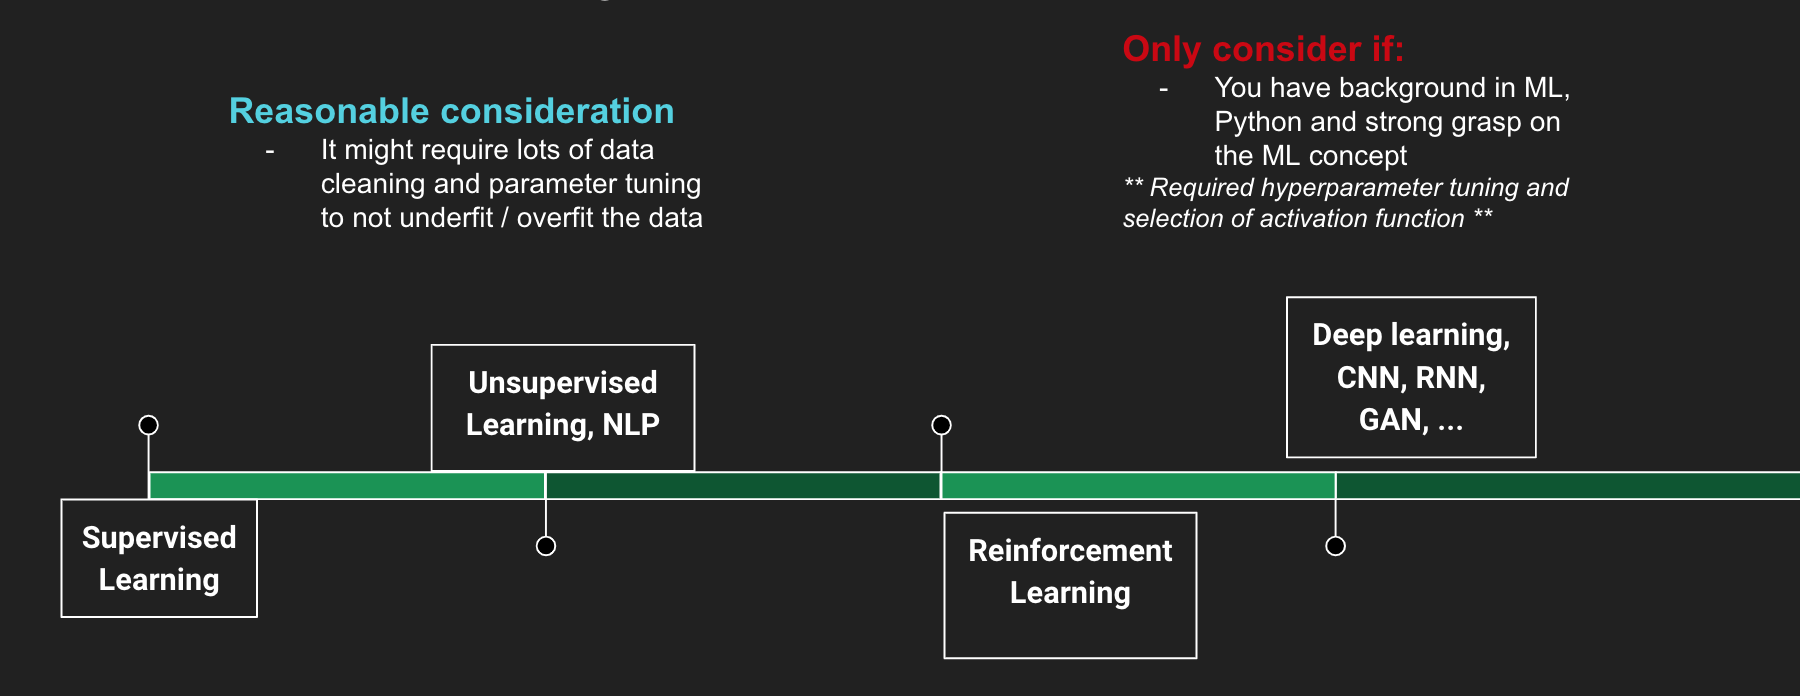 Reasonable consideration
- It might require lots of data
cleaning and parameter tuning
to not underfit / overfit the data
Only consider if:
- You have background in ML,
Python and strong grasp on
the ML concept
** Required hyperparameter tuning and
selection of activation function **
Supervised
Learning
Unsupervised
Learning, NLP
Reinforcement
Learning
Deep learning,
CNN, RNN,
GAN, ...